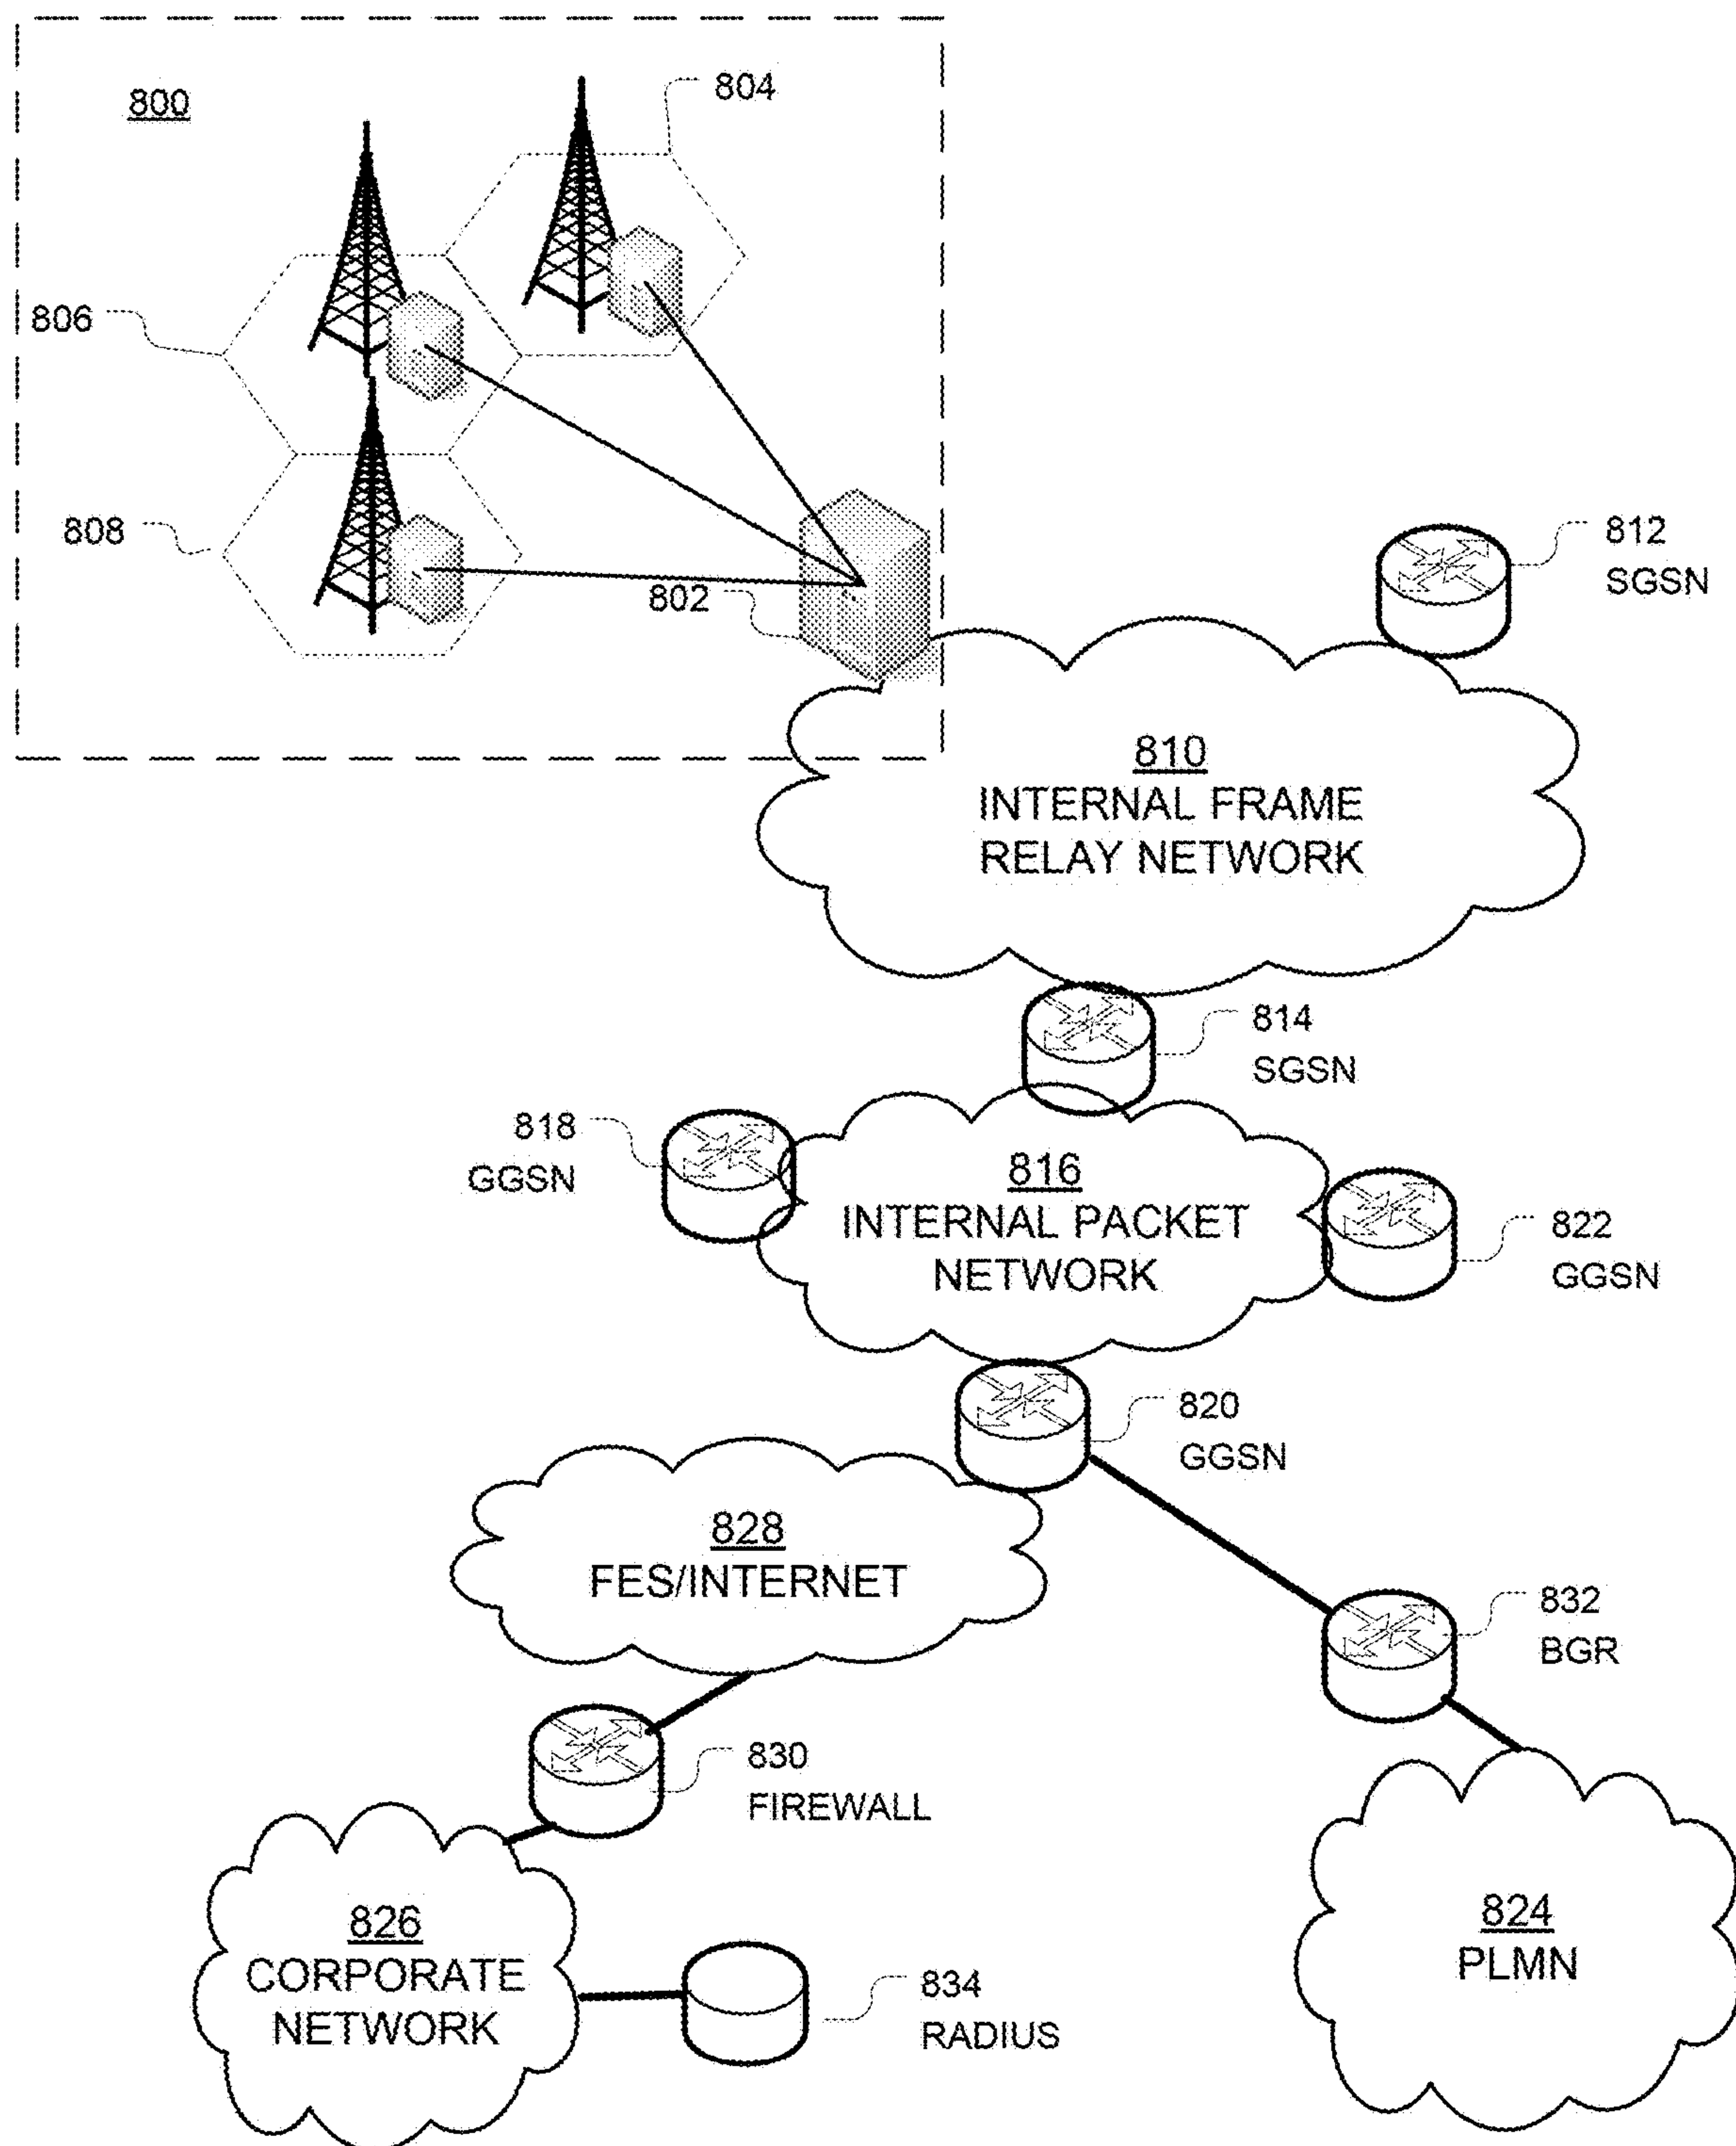 800
804
806
808
802
812
SGSN
810
INTERNAL FRAME
RELAY NETWORK
814
SGSN
818
GGSN
816
INTERNAL PACKET
NETWORK
822
GGSN
820
GGSN
828
FES/INTERNET
832
BGR
830
FIREWALL
826
CORPORATE
NETWORK
824
PLMN
834
RADIUS